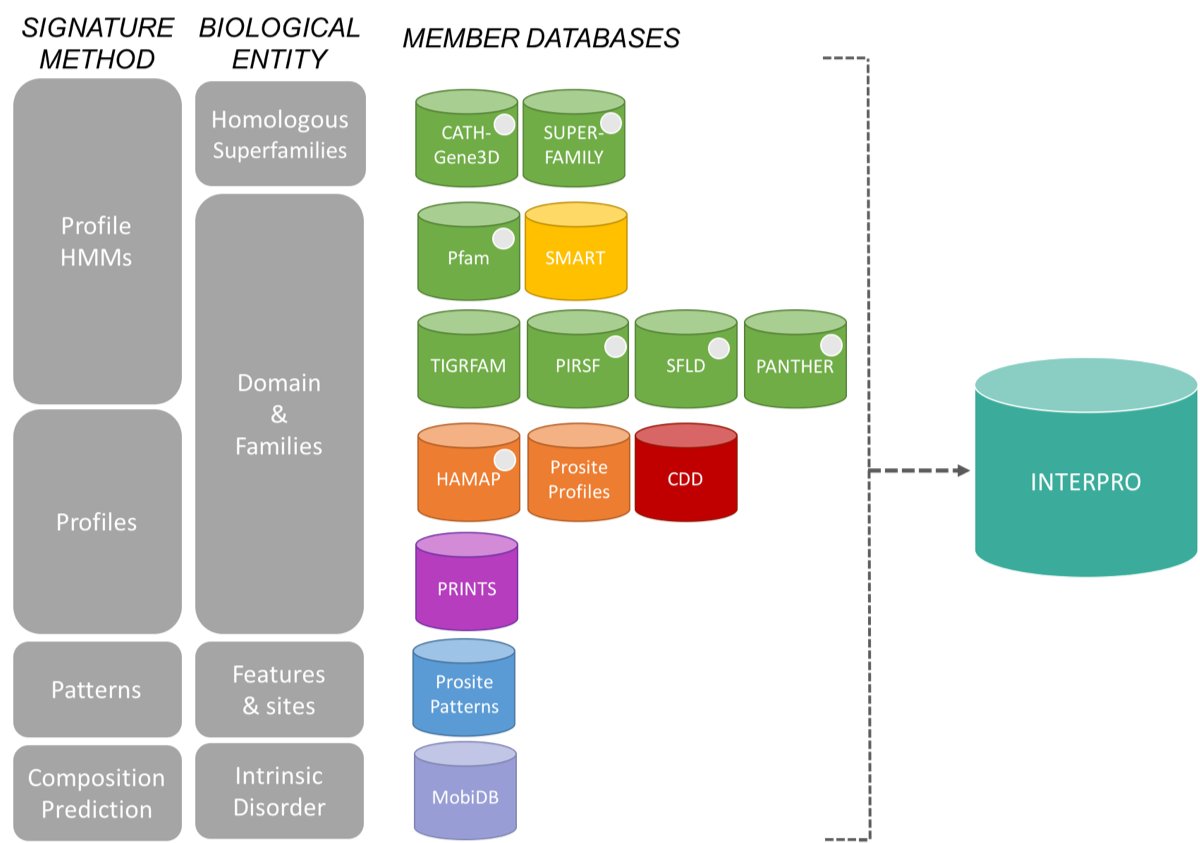 SIGNATURE
METHOD
BIOLOGICAL
ENTITY
MEMBER DATABASES
Profile
HMMs
Homologous
Superfamilies
CATH-
Gene3D
SUPER-
FAMILY
Pfam
SMART
Domain
&
Families
TIGRFAM
PIRSF
SFLD
PANTHER
Profiles
HAMAP
Prosite
Profiles
CDD
INTERPRO
PRINTS
Patterns
Features
& sites
Prosite
Patterns
Composition
Prediction
Intrinsic
Disorder
MobiDB